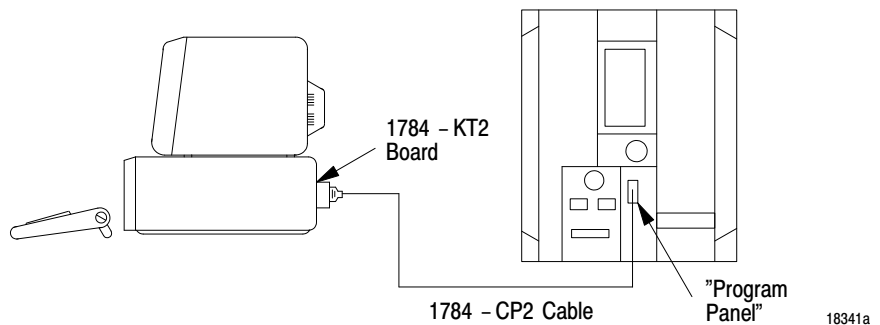 1784 – KT2
Board
1784 – CP2 Cable
”Program
Panel”
18341a